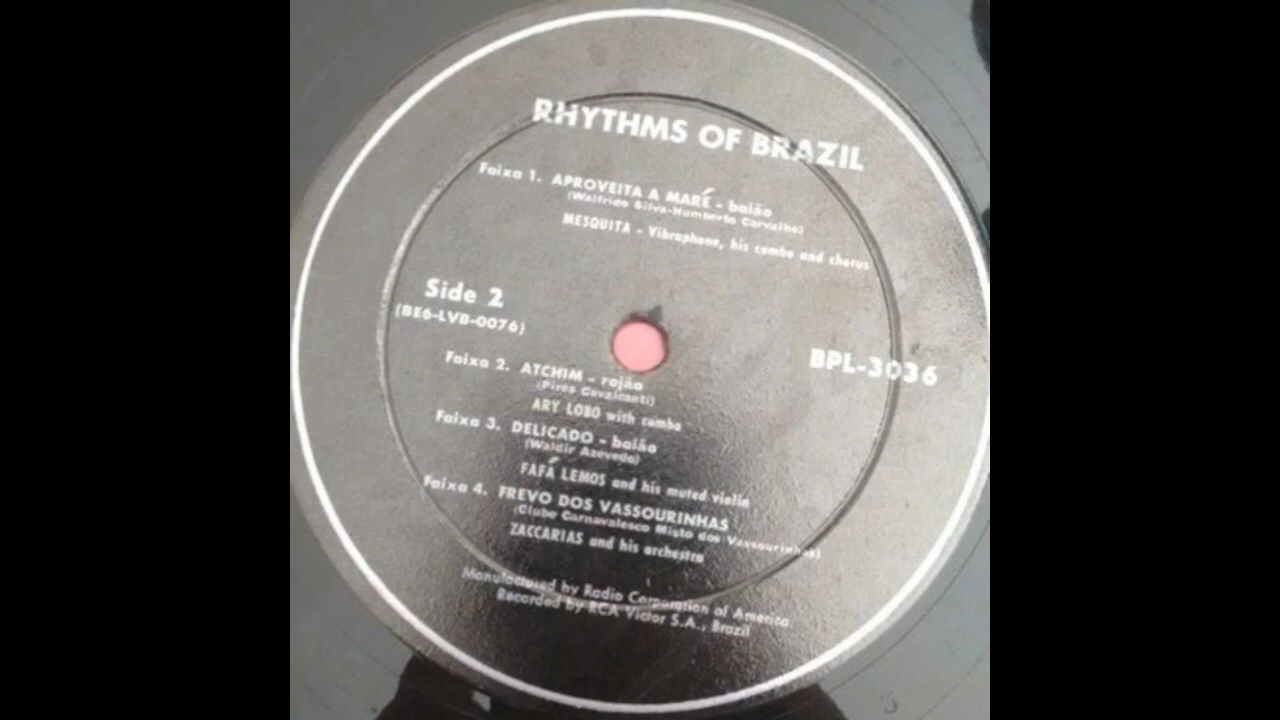 RHYTHMS OF BRAZIL
Faixa 1. APROVEITA A MARÉ - baião
(Walfrido Silva-Humberto Carvalho)
MESQUITA - Vibraphone, his combo and chorus
Side 2
(BE6-LVB-0076)
BPL-3036
Faixa 2. ATCHIM - rojão
(Pires Cavalcanti)
ARY LOBO with combo
Faixa 3. DELICADO - baião
(Waldir Azevedo)
FAFÁ LEMOS and his muted violin
Faixa 4. FREVO DOS VASSOURINHAS
(Clube Carnavalesco Misto dos Vassourinhas)
ZACCARIAS and his orchestra
Manufactured by Radio Corporation of America
Recorded by RCA Victor S.A., Brazil